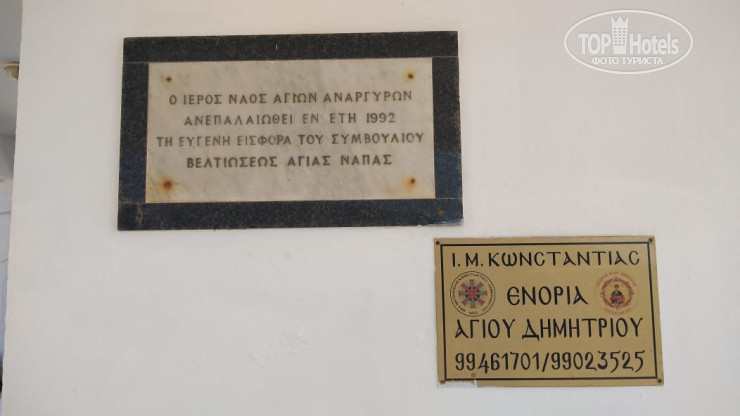 TOP Hotels
ФОТО ТУРИСТА
Ο ΙΕΡΟΣ ΝΑΟΣ ΑΓΙΩΝ ΑΝΑΡΓΥΡΩΝ
ΑΝΕΠΑΛΑΙΩΘΕΙ ΕΝ ΕΤΗ 1992
ΤΗ ΕΥΓΕΝΗ ΕΙΣΦΟΡΑ ΤΟΥ ΣΥΜΒΟΥΛΙΟΥ
ΒΕΛΤΙΩΣΕΩΣ ΑΓΙΑΣ ΝΑΠΑΣ
Ι.Μ. ΚΩΝCΤΑΝΤΙΑC
ΕΝΟΡΙΑ
ΑΓΙΟΥ ΔΗΜΗΤΡΙΟΥ
99461701/99023525